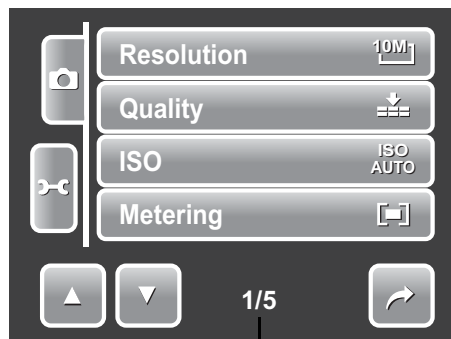 Resolution 10M
Quality
ISO ISO AUTO
Metering
1/5